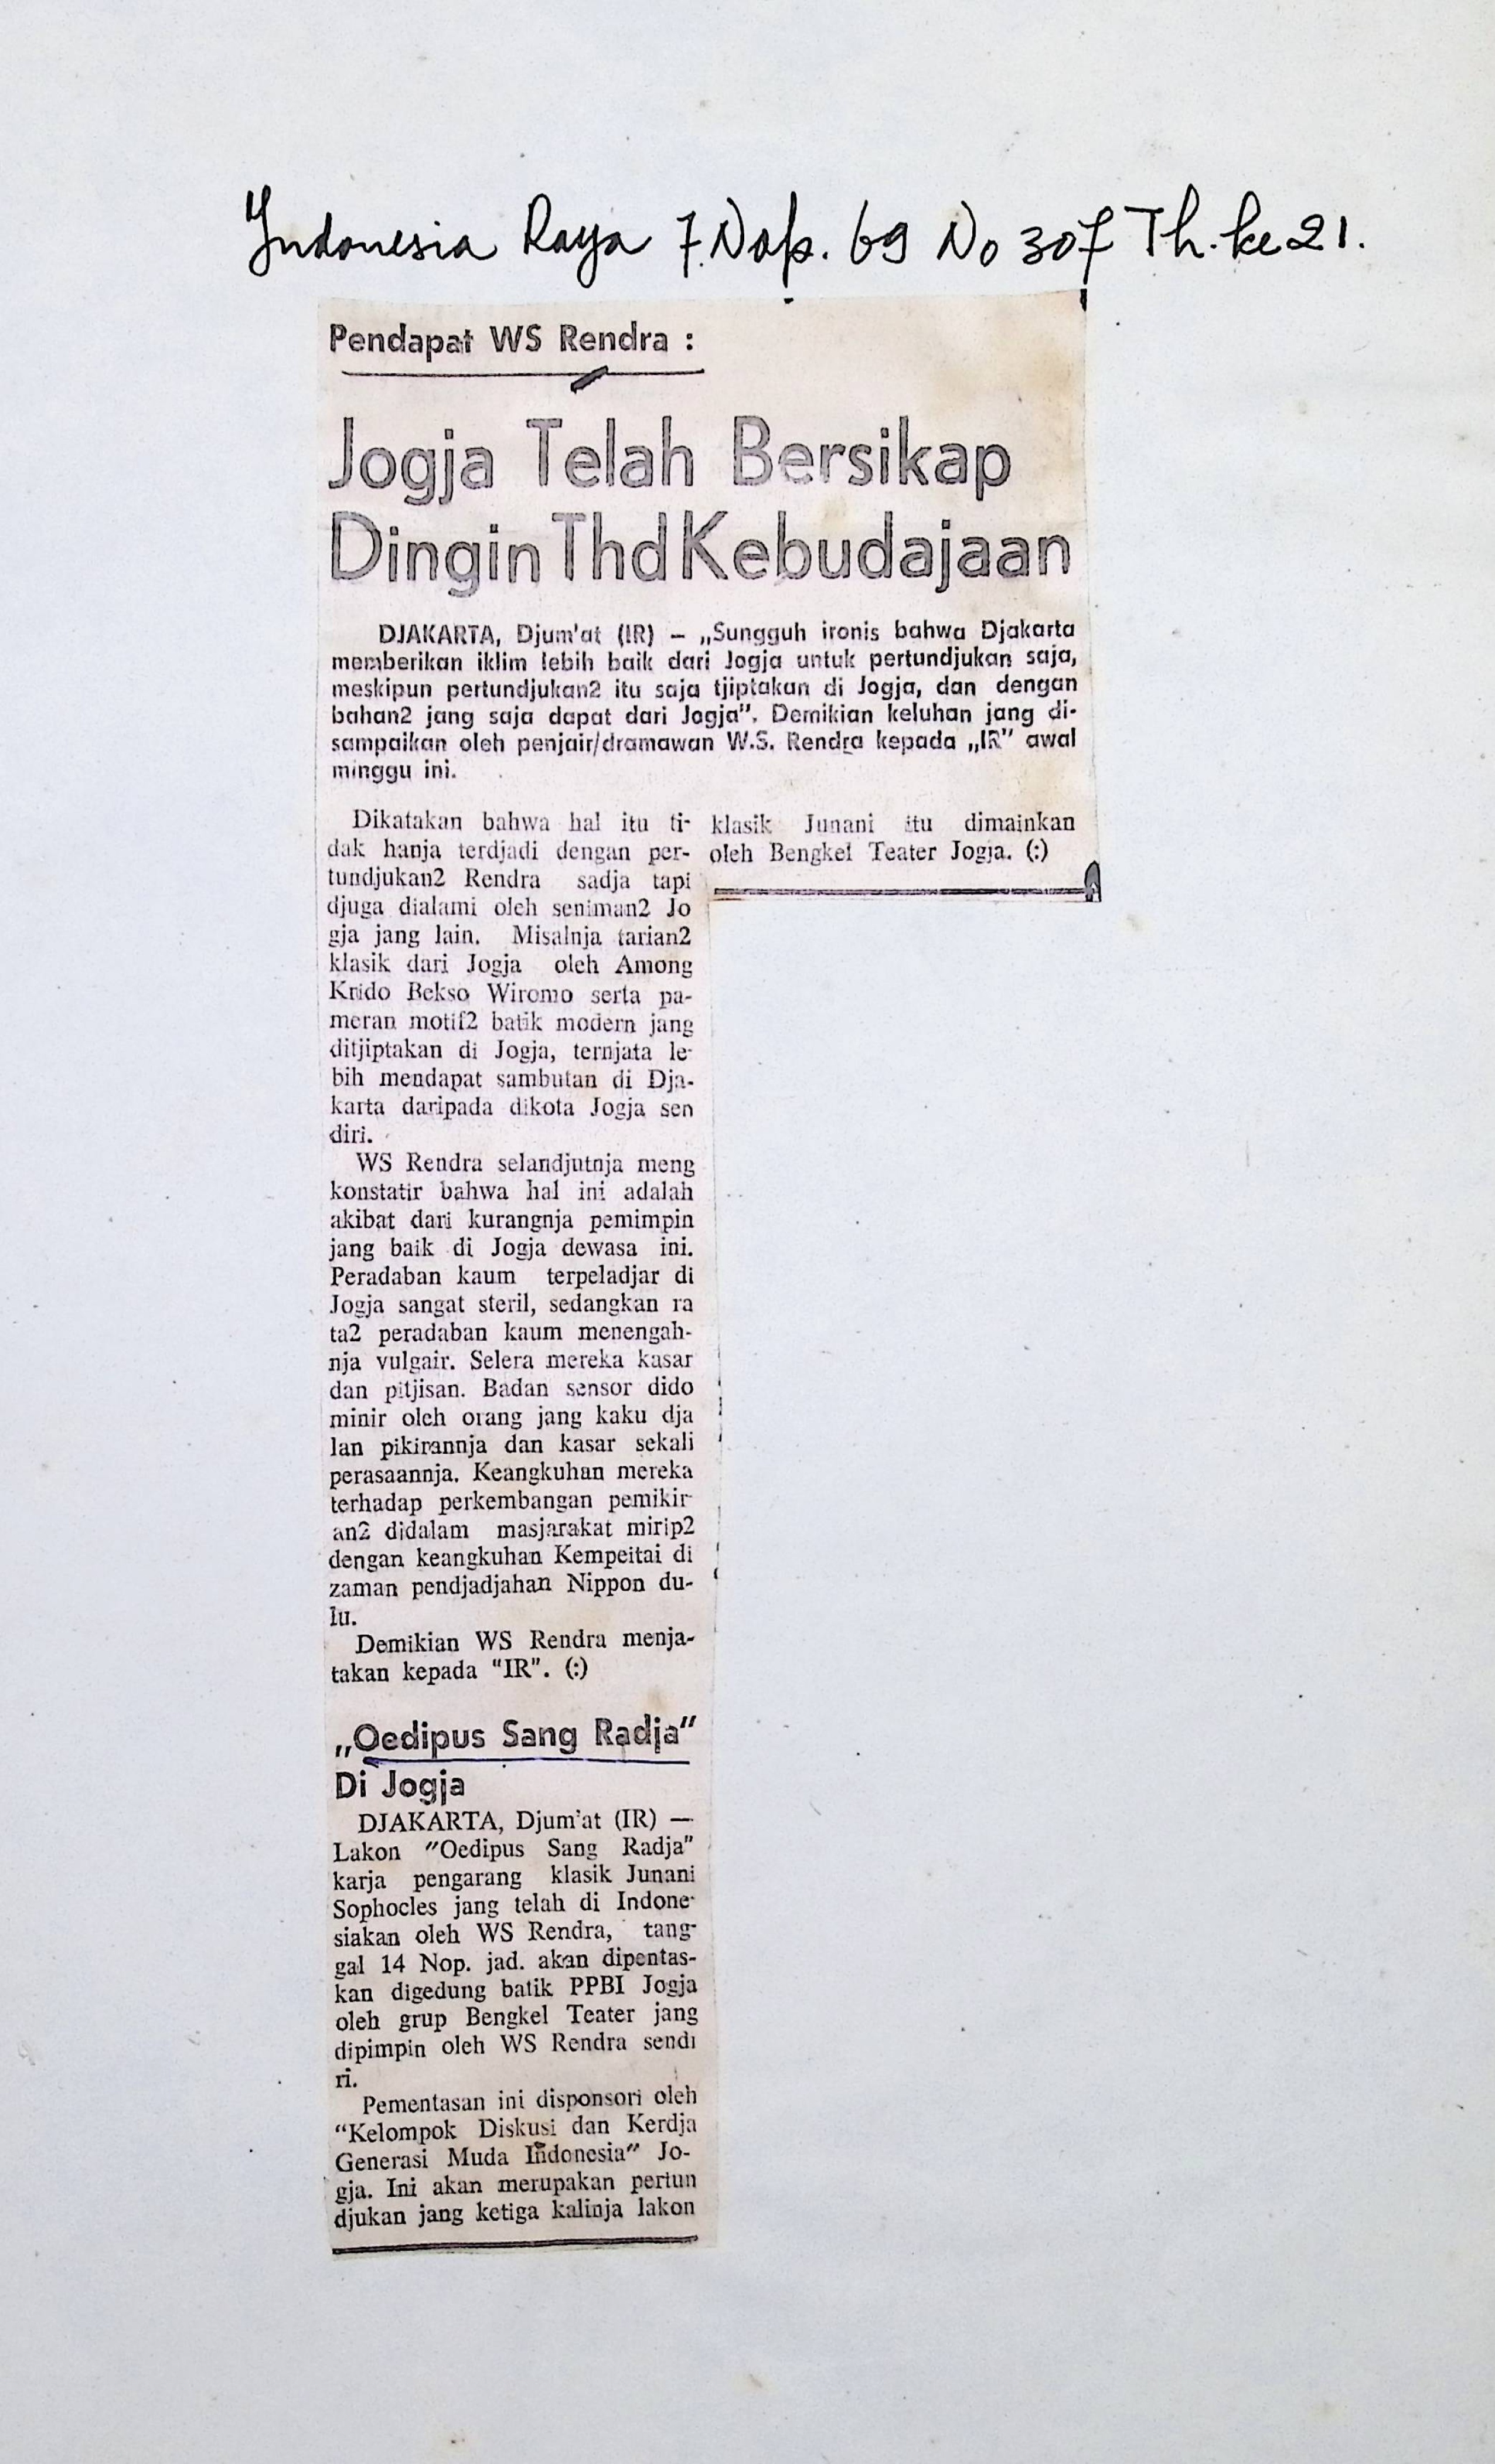 Indonesia Raya 7 Nop. 69 No 307 Th. ke 21.
Pendapat WS Rendra :
Jogja Telah Bersikap
Dingin Thd Kebudajaan
DJAKARTA, Djum'at (IR) — „Sungguh ironis bahwa Djakarta
memberikan iklim lebih baik dari Jogja untuk pertundjukan saja,
meskipun pertundjukan2 itu saja tjiptakan di Jogja, dan dengan
bahan2 jang saja dapat dari Jogja". Demikian keluhan jang di-
sampaikan oleh penjair/dramawan W.S. Rendra kepada „IR" awal
minggu ini.
Dikatakan bahwa hal itu ti-
dak hanja terdjadi dengan per-
tundjukan2 Rendra sadja tapi
djuga dialami oleh seniman2 Jo
gja jang lain. Misalnja tarian2
klasik dari Jogja oleh Among
Krido Bekso Wiromo serta pa-
meran motif2 batik modern jang
ditjiptakan di Jogja, ternjata le-
bih mendapat sambutan di Dja-
karta daripada dikota Jogja sen
diri.
WS Rendra selandjutnja meng
konstatir bahwa hal ini adalah
akibat dari kurangnja pemimpin
jang baik di Jogja dewasa ini.
Peradaban kaum terpeladjar di
Jogja sangat steril, sedangkan ra
ta2 peradaban kaum menengah-
nja vulgair. Selera mereka kasar
dan pitjisan. Badan sensor dido
minir oleh orang jang kaku dja
lan pikirannja dan kasar sekali
perasaannja. Keangkuhan mereka
terhadap perkembangan pemikir-
an2 didalam masjarakat mirip2
dengan keangkuhan Kempeitai di
zaman pendjadjahan Nippon du-
lu.
Demikian WS Rendra menja-
takan kepada "IR". (:)
„Oedipus Sang Radja"
Di Jogja
DJAKARTA, Djum'at (IR) —
Lakon "Oedipus Sang Radja"
karja pengarang klasik Junani
Sophocles jang telah di Indone-
siakan oleh WS Rendra, tang-
gal 14 Nop. jad. akan dipentas-
kan digedung batik PPBI Jogja
oleh grup Bengkel Teater jang
dipimpin oleh WS Rendra sendi
ri.
Pementasan ini disponsori oleh
"Kelompok Diskusi dan Kerdja
Generasi Muda Indonesia" Jo-
gja. Ini akan merupakan pertun
djukan jang ketiga kalinja lakon
klasik Junani itu dimainkan
oleh Bengkel Teater Jogja. (:)